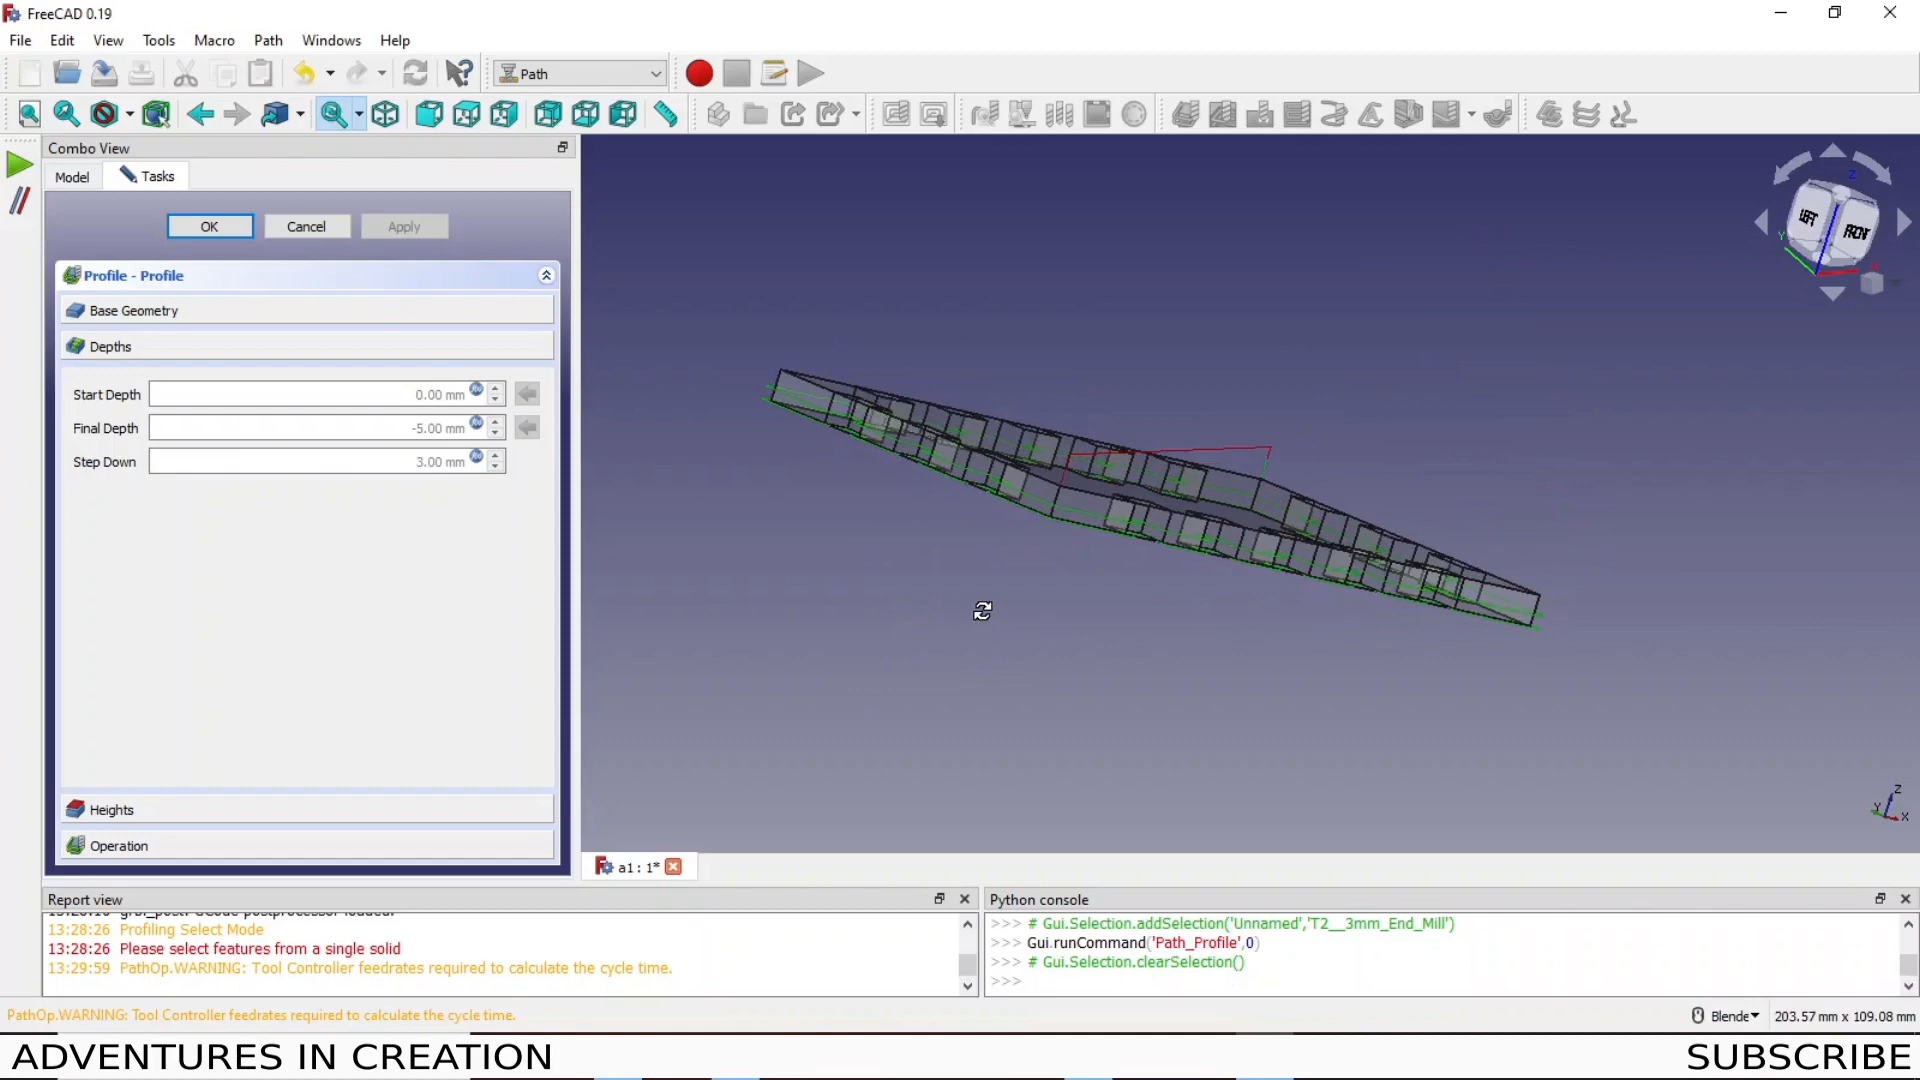 FreeCAD 0.19
File Edit View Tools Macro Path Windows Help
Path
Combo View
Model Tasks
OK Cancel Apply
Profile - Profile
Base Geometry
Depths
Start Depth 0.00 mm
Final Depth -5.00 mm
Step Down 3.00 mm
Heights
Operation
LEFT FRONT
Z
Y
X
Z
Y
X
a1 : 1*
Report view
13:28:26 Profiling Select Mode
13:28:26 Please select features from a single solid
13:29:59 PathOp.WARNING: Tool Controller feedrates required to calculate the cycle time.
Python console
>>> # Gui.Selection.addSelection('Unnamed','T2__3mm_End_Mill')
>>> Gui.runCommand('Path_Profile',0)
>>> # Gui.Selection.clearSelection()
>>>
PathOp.WARNING: Tool Controller feedrates required to calculate the cycle time.
Blende 203.57 mm x 109.08 mm
ADVENTURES IN CREATION
SUBSCRIBE